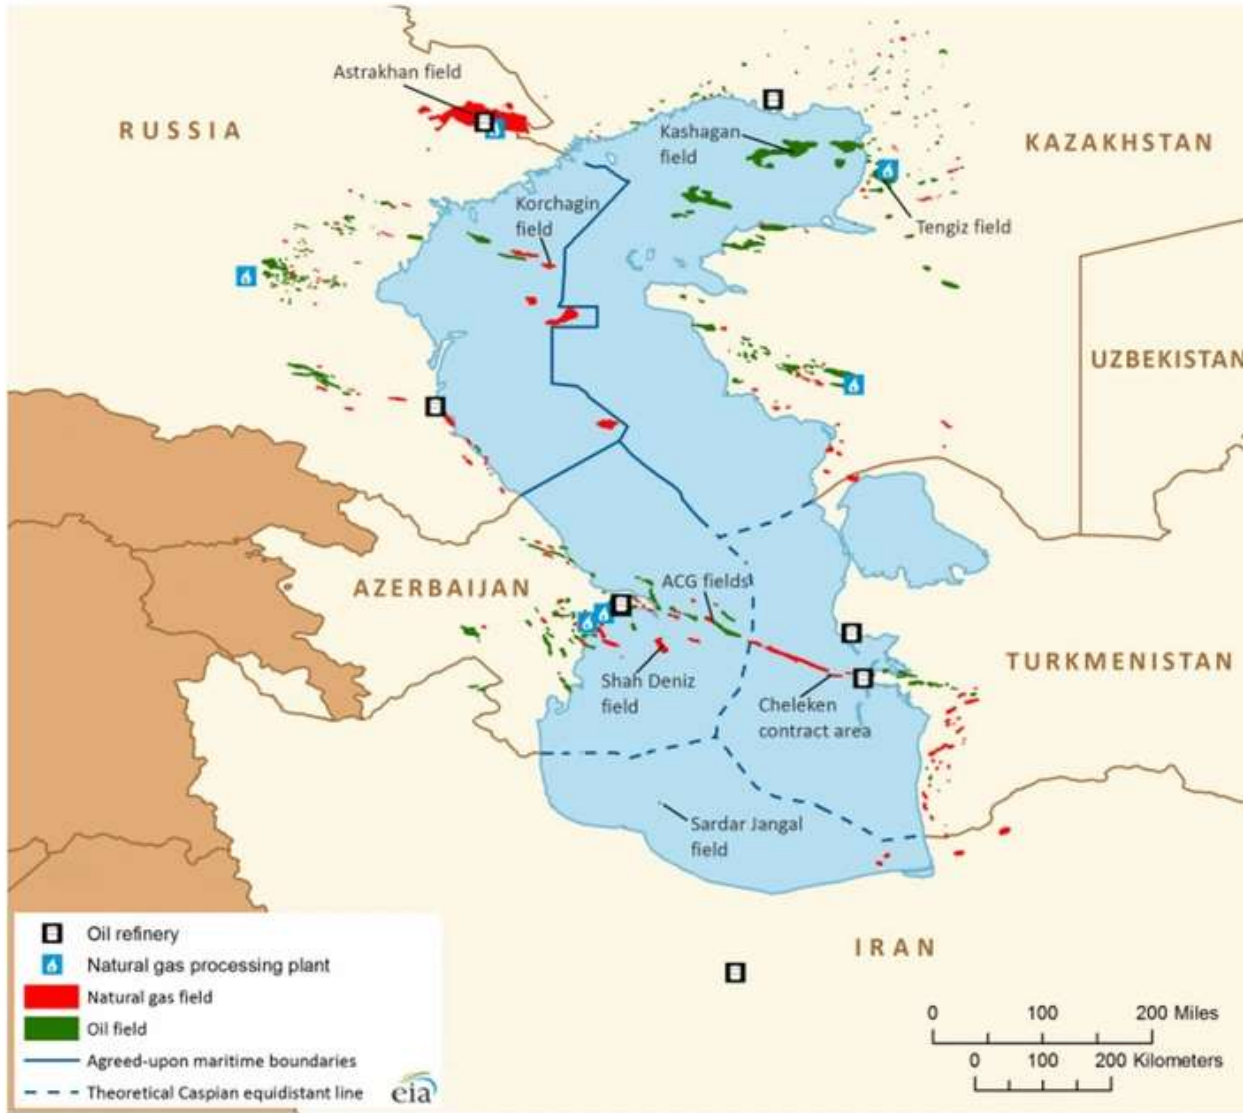 Astrakhan field
RUSSIA
Kashagan
field
KAZAKHSTAN
Korchagin
field
Tengiz field
UZBEKISTAN
AZERBAIJAN
ACG fields
TURKMENISTAN
Shah Deniz
field
Cheleken
contract area
Sardar Jangal
field
IRAN
Oil refinery
Natural gas processing plant
Natural gas field
Oil field
Agreed-upon maritime boundaries
Theoretical Caspian equidistant line
eia
0 100 200 Miles
0 100 200 Kilometers